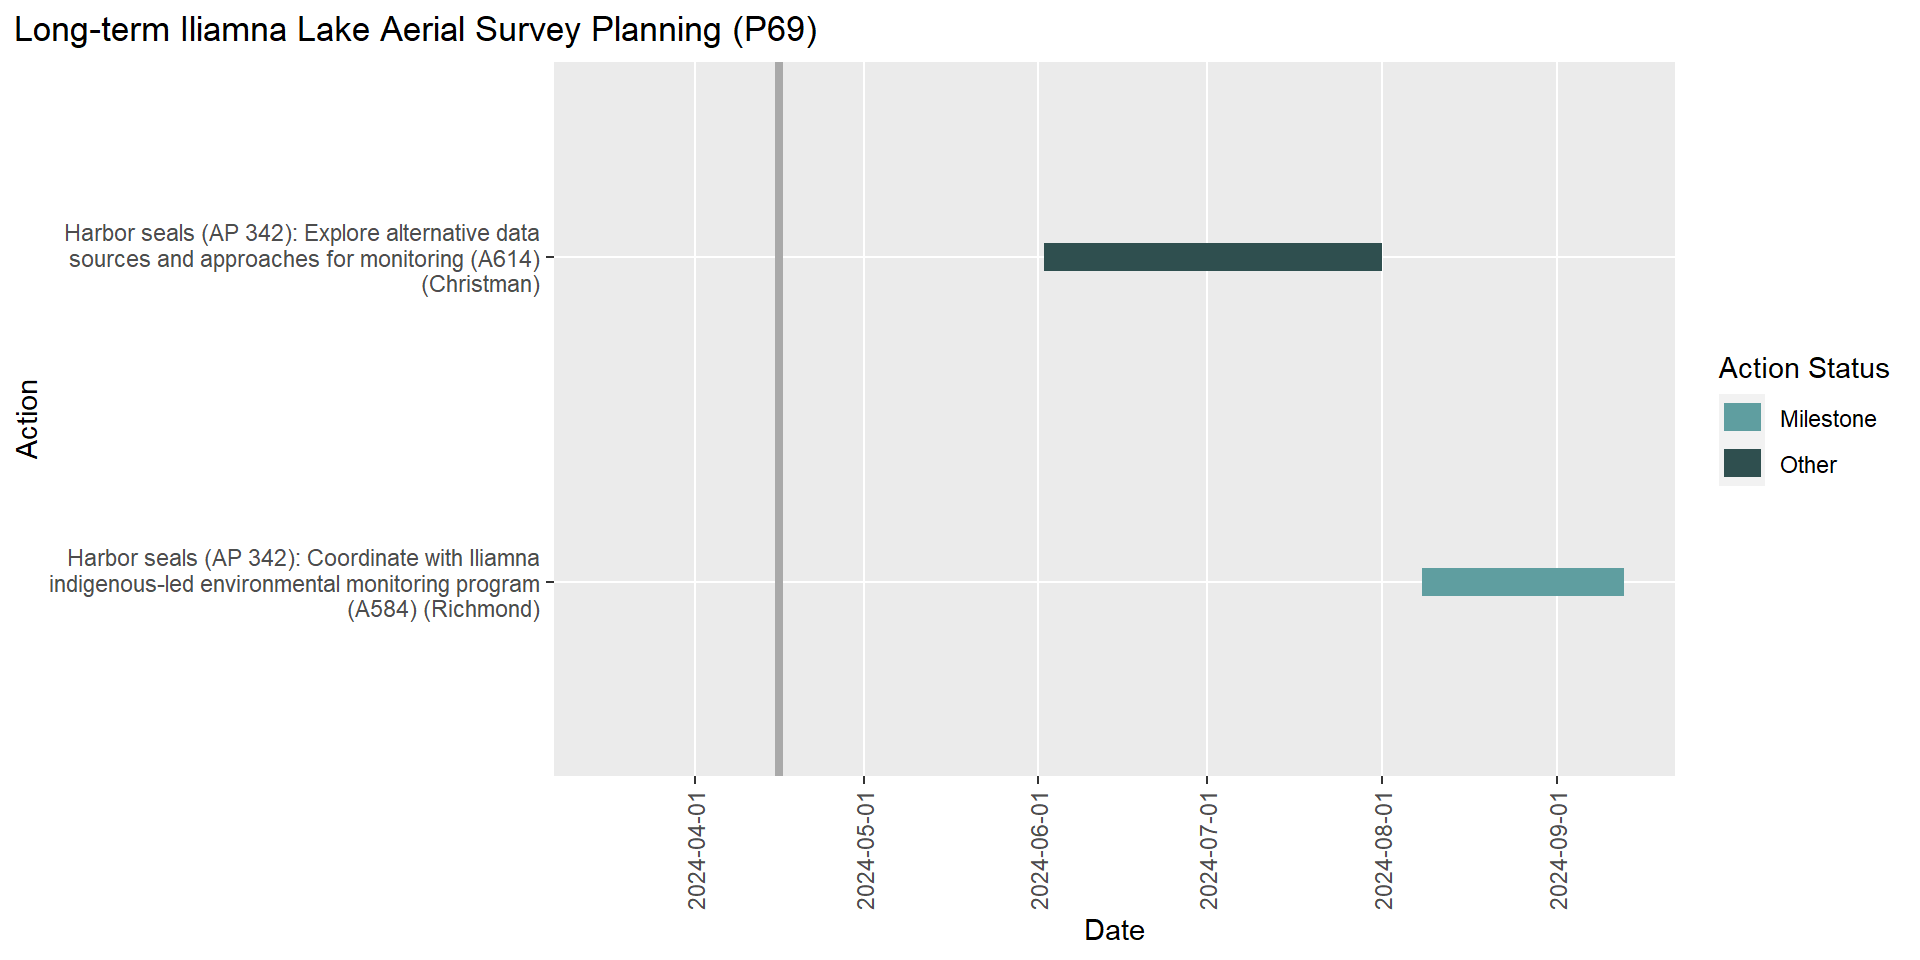 Long-term Iliamna Lake Aerial Survey Planning (P69)
Action
Harbor seals (AP 342): Explore alternative data
sources and approaches for monitoring (A614)
(Christman)
Harbor seals (AP 342): Coordinate with Iliamna
indigenous-led environmental monitoring program
(A584) (Richmond)
2024-04-01
2024-05-01
2024-06-01
2024-07-01
2024-08-01
2024-09-01
Date
Action Status
Milestone
Other